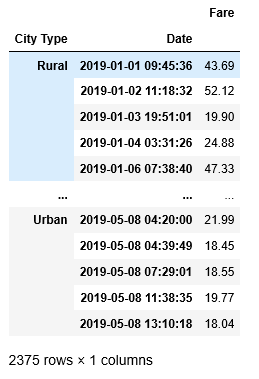 Fare
City Type Date
Rural 2019-01-01 09:45:36 43.69
2019-01-02 11:18:32 52.12
2019-01-03 19:51:01 19.90
2019-01-04 03:31:26 24.88
2019-01-06 07:38:40 47.33
... ... ...
Urban 2019-05-08 04:20:00 21.99
2019-05-08 04:39:49 18.45
2019-05-08 07:29:01 18.55
2019-05-08 11:38:35 19.77
2019-05-08 13:10:18 18.04
2375 rows × 1 columns